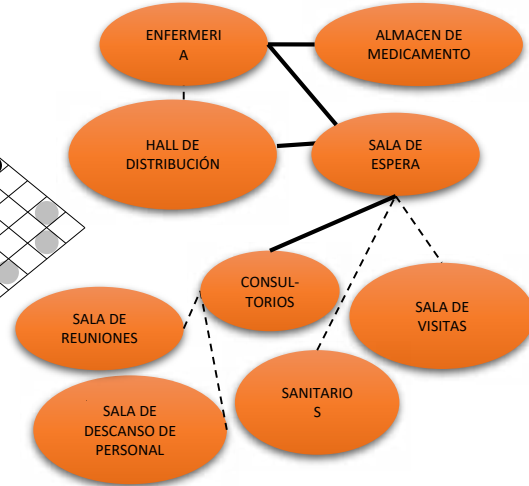 ENFERMERI
A
ALMACEN DE
MEDICAMENTO
HALL DE
DISTRIBUCIÓN
SALA DE
ESPERA
CONSUL-
TORIOS
SALA DE
REUNIONES
SALA DE
VISITAS
SANITARIO
S
SALA DE
DESCANSO DE
PERSONAL